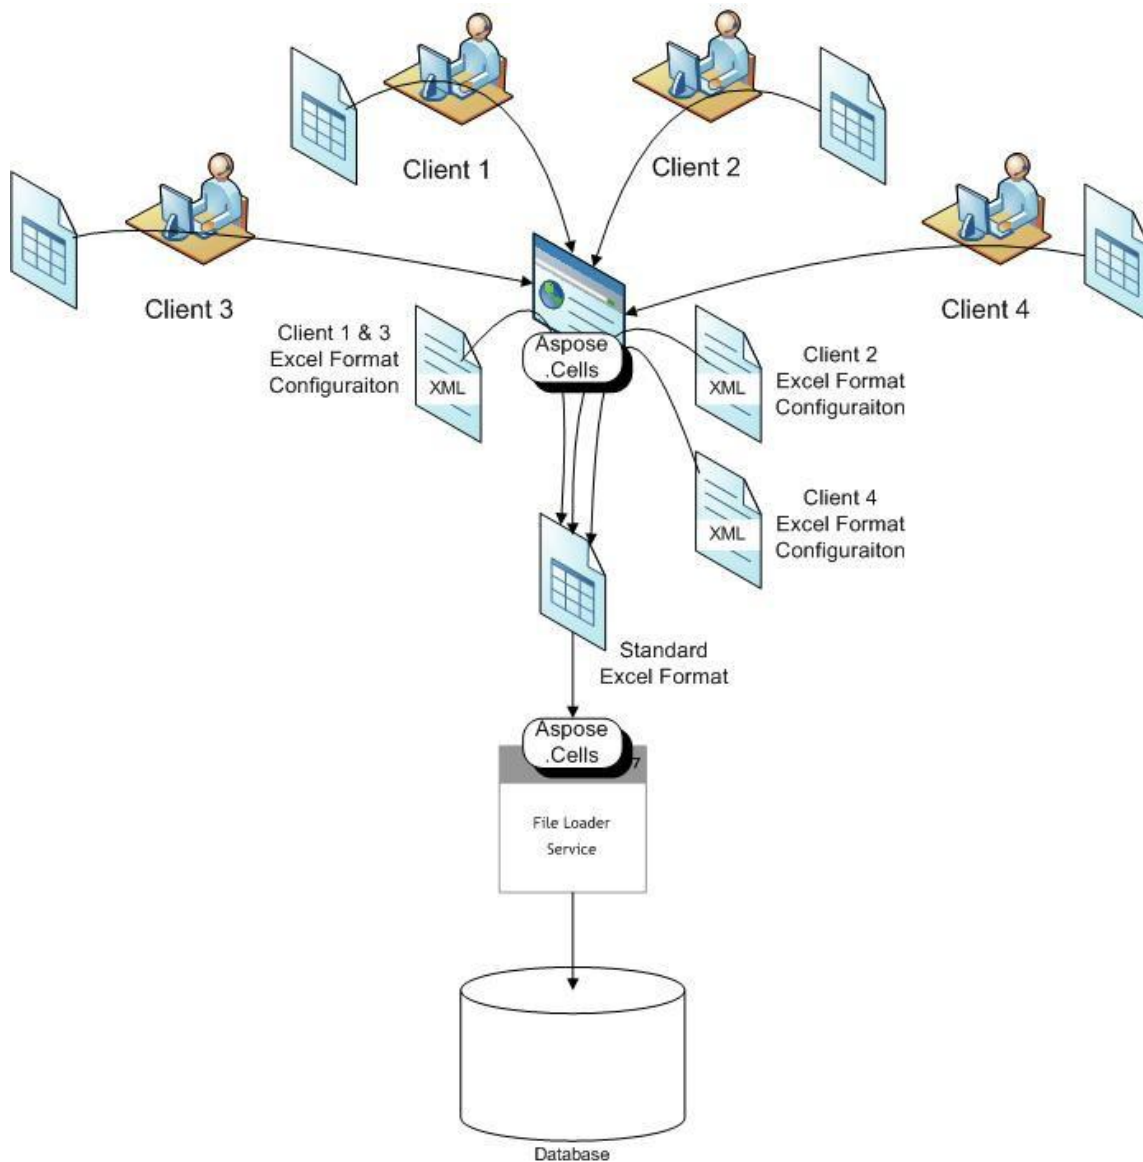 Client 1
Client 2
Client 3
Client 4
Client 1 & 3
Excel Format
Configuraiton
XML
Aspose
.Cells
XML
Client 2
Excel Format
Configuraiton
XML
Client 4
Excel Format
Configuraiton
Standard
Excel Format
Aspose
.Cells
7
File Loader
Service
Database